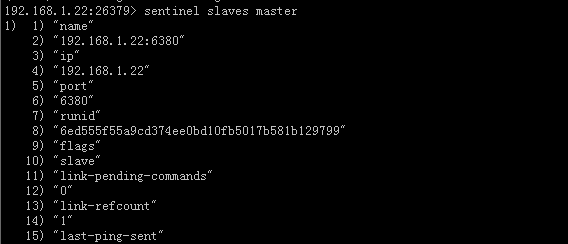 192.168.1.22:26379> sentinel slaves master
1)  1) "name"
2) "192.168.1.22:6380"
3) "ip"
4) "192.168.1.22"
5) "port"
6) "6380"
7) "runid"
8) "6ed555f55a9cd374ee0bd10fb5017b581b129799"
9) "flags"
10) "slave"
11) "link-pending-commands"
12) "0"
13) "link-refcount"
14) "1"
15) "last-ping-sent"